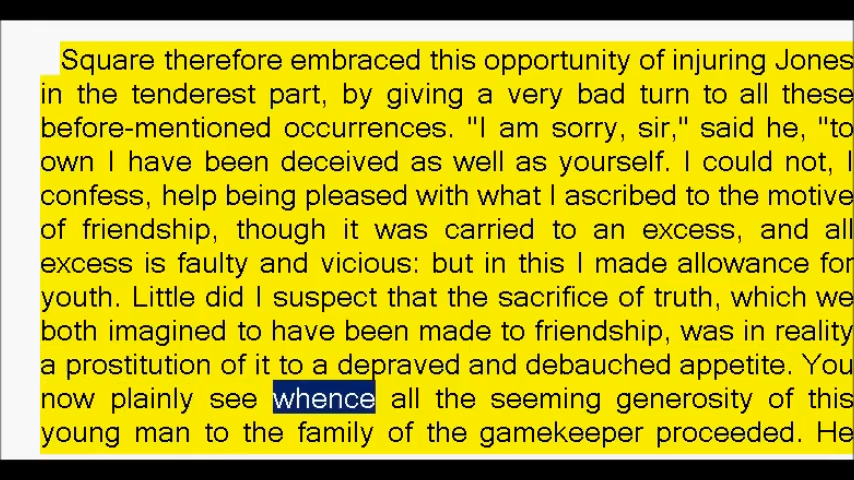 Square therefore embraced this opportunity of injuring Jones
in the tenderest part, by giving a very bad turn to all these
before-mentioned occurrences. "I am sorry, sir," said he, "to
own I have been deceived as well as yourself. I could not, I
confess, help being pleased with what I ascribed to the motive
of friendship, though it was carried to an excess, and all
excess is faulty and vicious: but in this I made allowance for
youth. Little did I suspect that the sacrifice of truth, which we
both imagined to have been made to friendship, was in reality
a prostitution of it to a depraved and debauched appetite. You
now plainly see whence all the seeming generosity of this
young man to the family of the gamekeeper proceeded. He